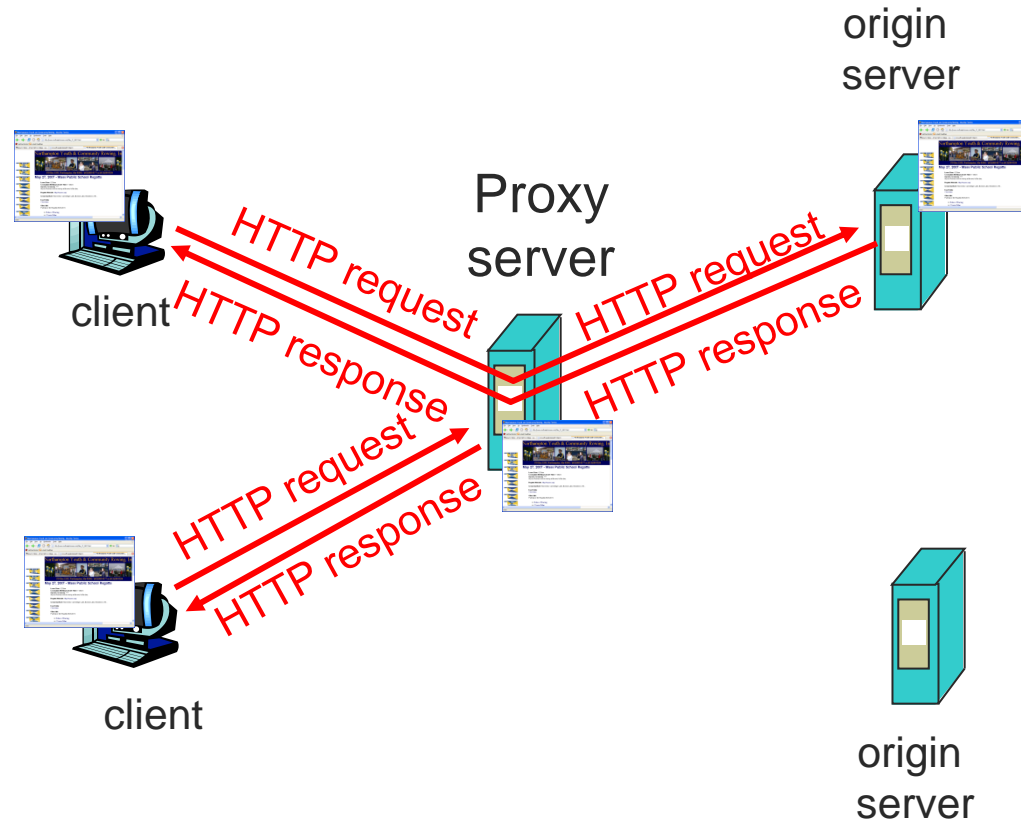 origin
server
Proxy
server
HTTP request
HTTP response
HTTP request
HTTP response
client
HTTP request
HTTP response
client
origin
server